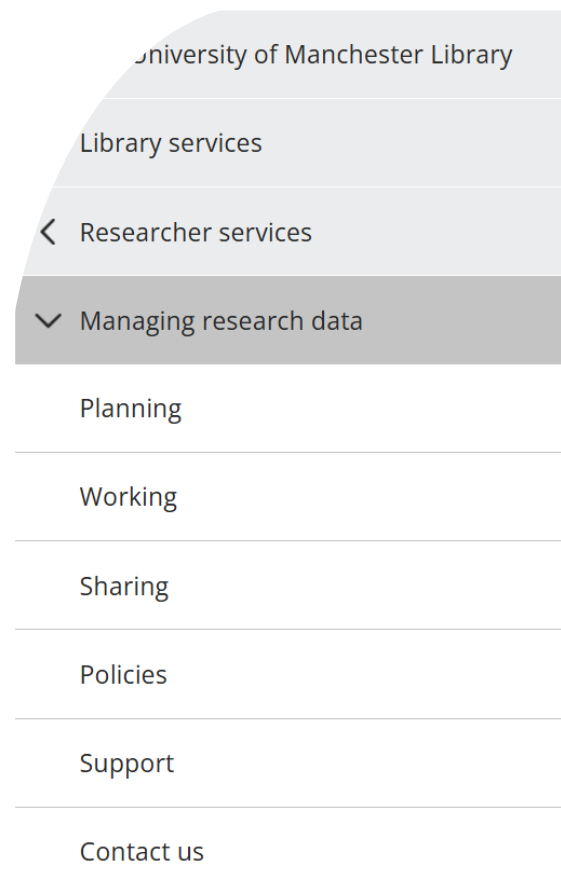 University of Manchester Library
Library services
Researcher services
Managing research data
Planning
Working
Sharing
Policies
Support
Contact us